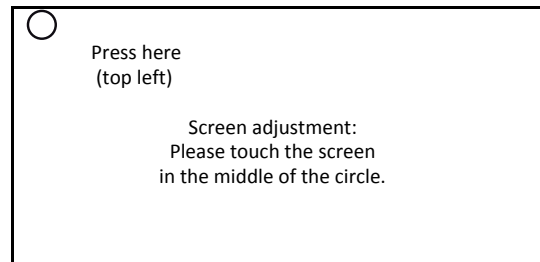 Press here
(top left)
Screen adjustment:
Please touch the screen
in the middle of the circle.